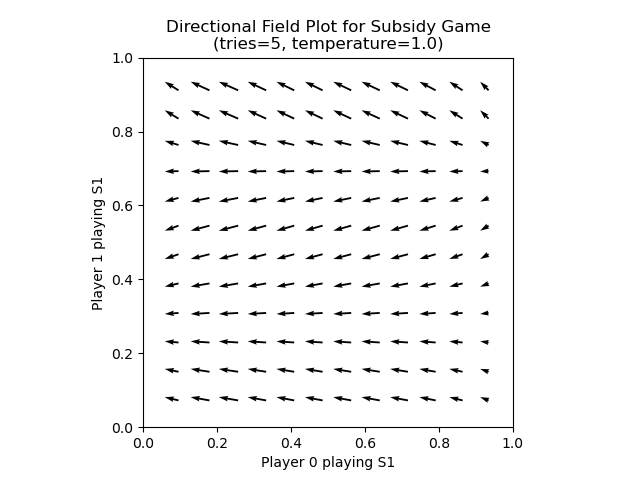 Directional Field Plot for Subsidy Game
(tries=5, temperature=1.0)
1.0
0.8
0.6
0.4
0.2
0.0
Player 1 playing S1
0.0 0.2 0.4 0.6 0.8 1.0
Player 0 playing S1